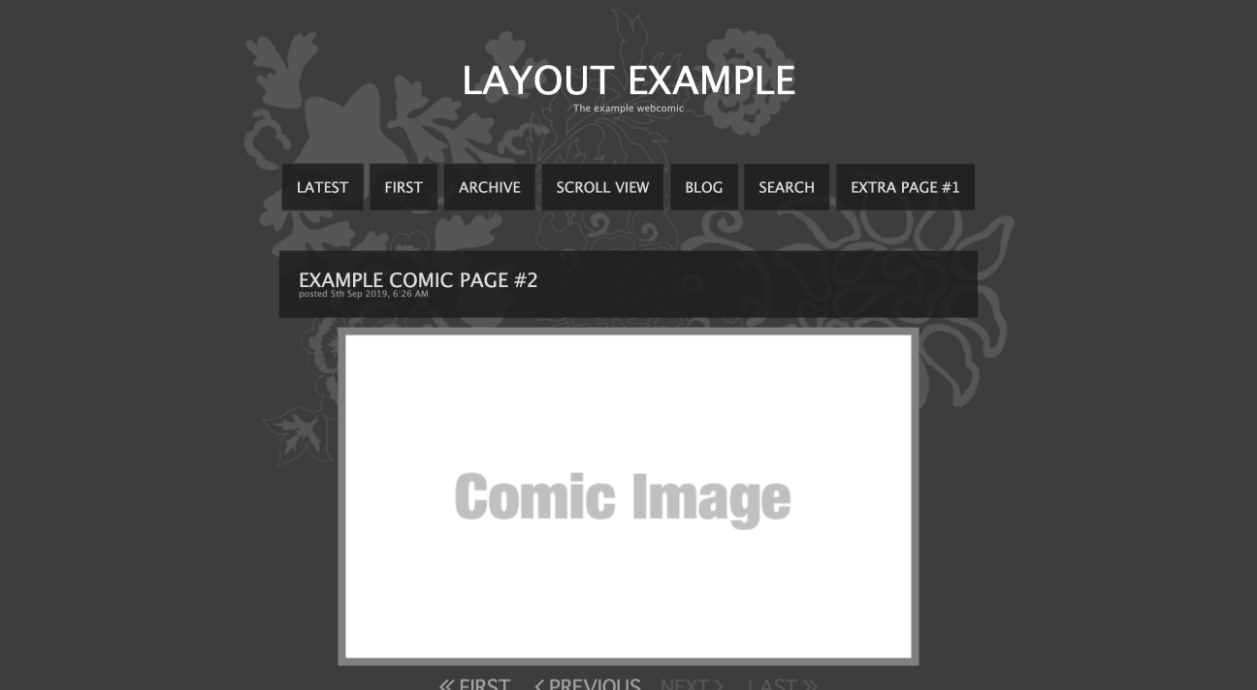 LAYOUT EXAMPLE
The example webcomic
LATEST FIRST ARCHIVE SCROLL VIEW BLOG SEARCH EXTRA PAGE #1
EXAMPLE COMIC PAGE #2
posted 5th Sep 2019, 6:26 AM
Comic Image
« FIRST ‹ PREVIOUS NEXT › LAST »